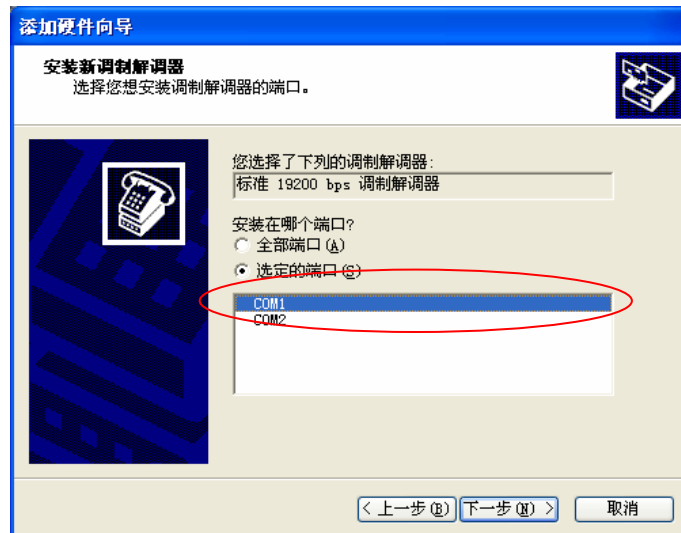 添加硬件向导
安装新调制解调器
选择您想安装调制解调器的端口。
您选择了下列的调制解调器:
标准 19200 bps 调制解调器
安装在哪个端口?
全部端口(A)
选定的端口(S)
COM1
COM2
< 上一步(B) 下一步(N) > 取消